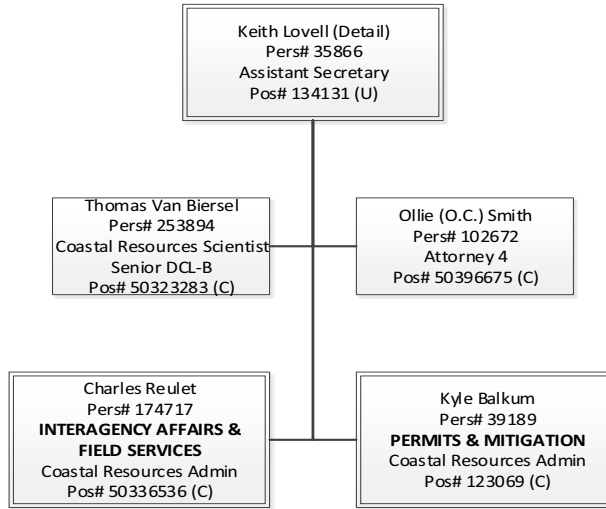 Keith Lovell (Detail)
Pers# 35866
Assistant Secretary
Pos# 134131 (U)
Thomas Van Biersel
Pers# 253894
Coastal Resources Scientist
Senior DCL-B
Pos# 50323283 (C)
Ollie (O.C.) Smith
Pers# 102672
Attorney 4
Pos# 50396675 (C)
Charles Reulet
Pers# 174717
INTERAGENCY AFFAIRS &
FIELD SERVICES
Coastal Resources Admin
Pos# 50336536 (C)
Kyle Balkum
Pers# 39189
PERMITS & MITIGATION
Coastal Resources Admin
Pos# 123069 (C)